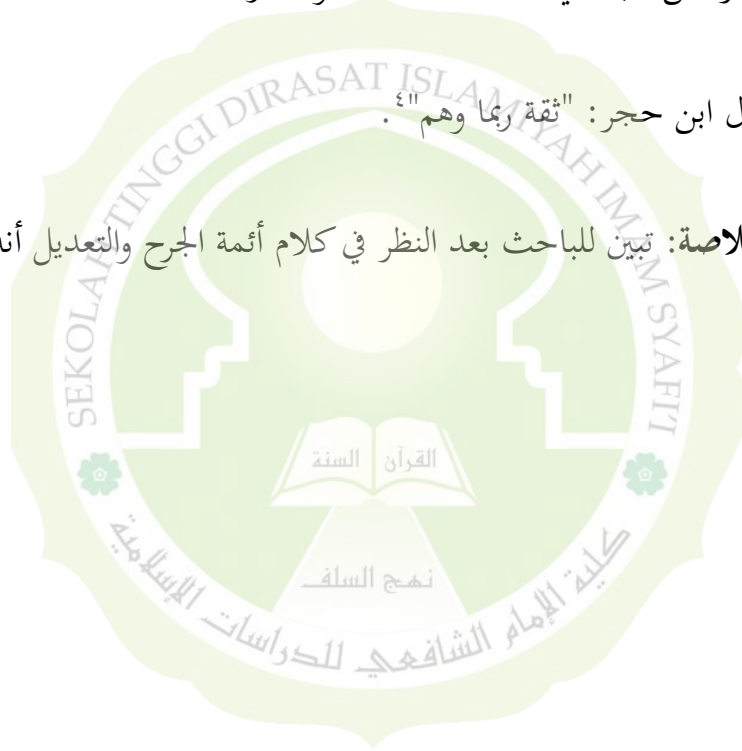 SEKOLAH TINGGI DIRASAT ISLAMIYAH IMAM SYAFI'I
ل ابن حجر: "ثقة ربما وهم"٤.
لاصة: تبين للباحث بعد النظر في كلام أئمة الجرح والتعديل أنه
القرآن السنة
نهج السلف
كلية الإمام الشافعي للدراسات الإسلامية